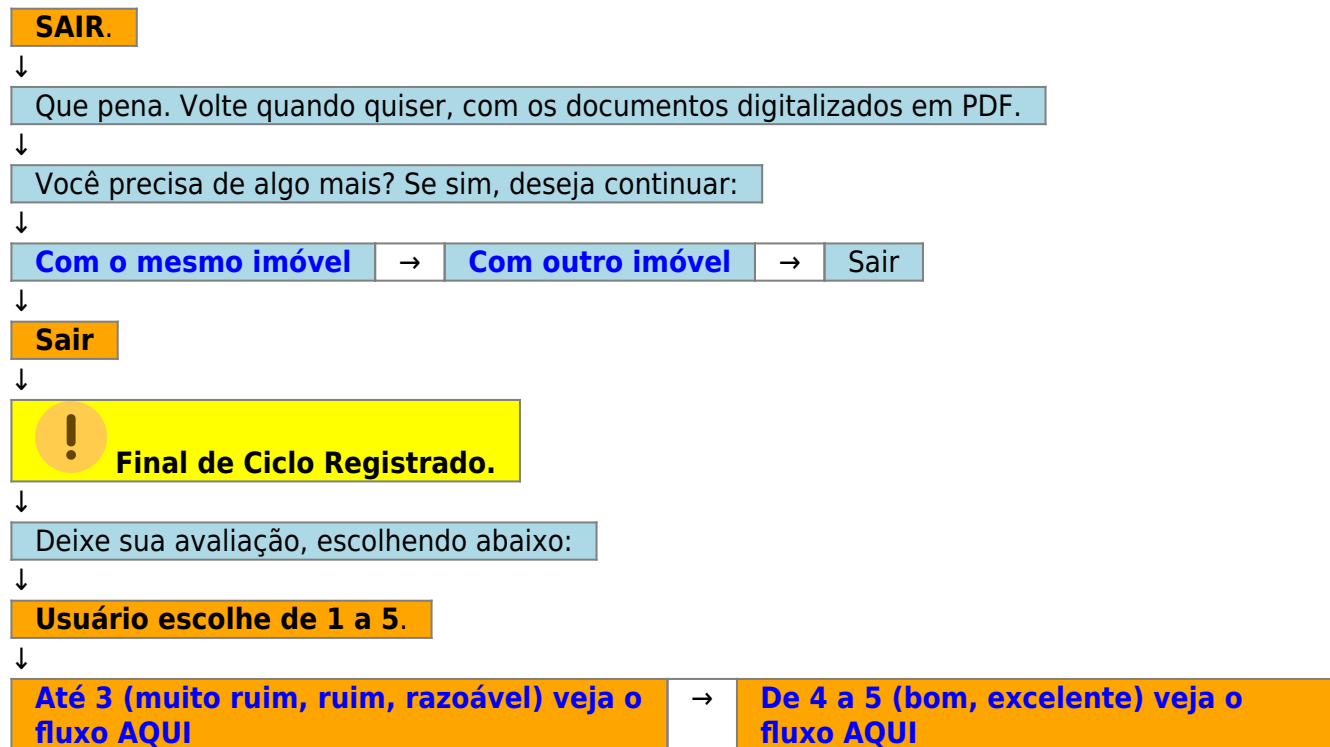 SAIR.
↓
Que pena. Volte quando quiser, com os documentos digitalizados em PDF.
↓
Você precisa de algo mais? Se sim, deseja continuar:
↓
Com o mesmo imóvel → Com outro imóvel → Sair
↓
Sair
↓
! Final de Ciclo Registrado.
↓
Deixe sua avaliação, escolhendo abaixo:
↓
Usuário escolhe de 1 a 5.
↓
Até 3 (muito ruim, ruim, razoável) veja o → De 4 a 5 (bom, excelente) veja o
fluxo AQUI fluxo AQUI